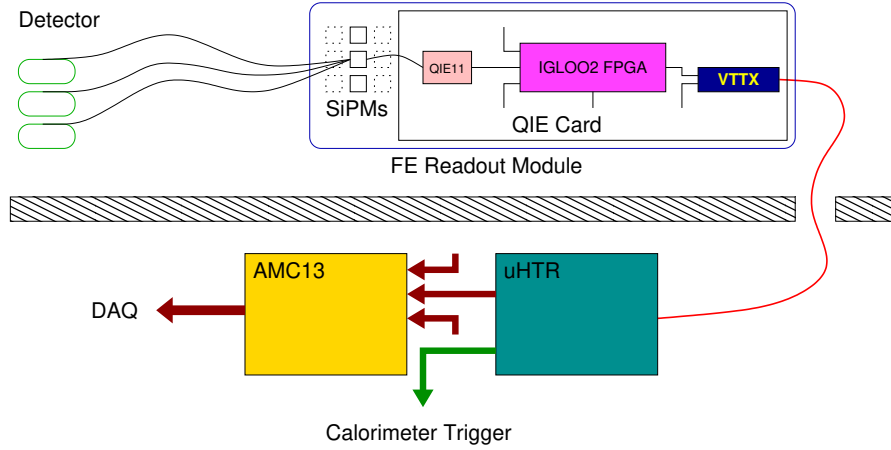 Detector
QIE11
IGLOO2 FPGA
VTTX
SiPMs
QIE Card
FE Readout Module
AMC13
uHTR
DAQ
Calorimeter Trigger